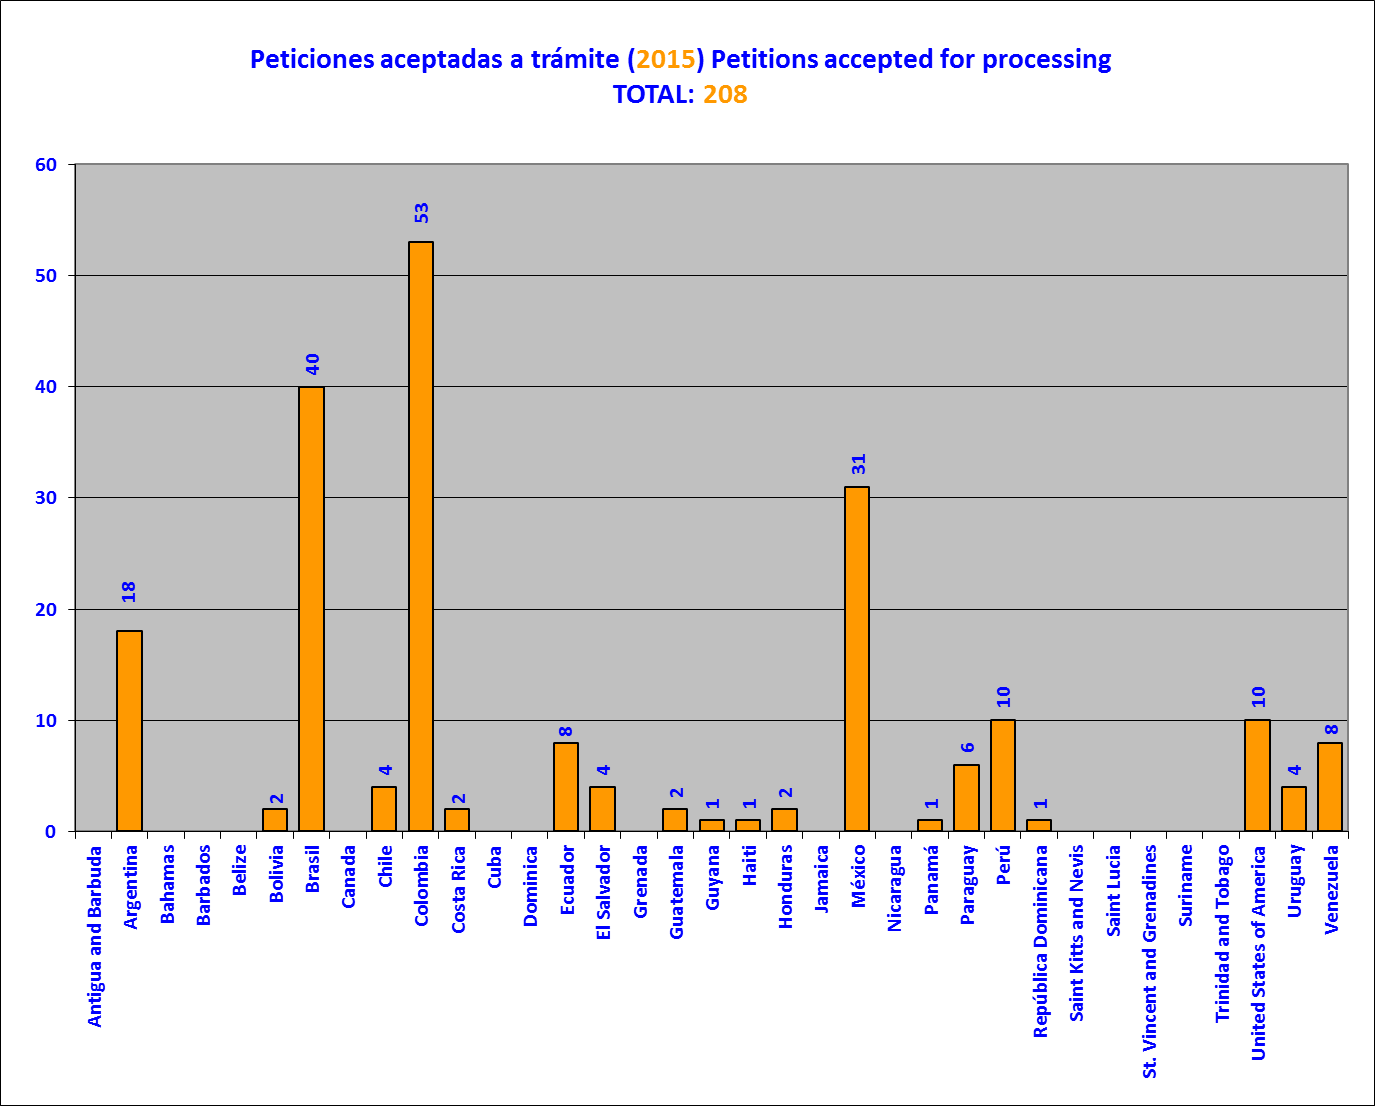 Peticiones aceptadas a trámite (2015) Petitions accepted for processing
TOTAL: 208
60
50
40
30
20
10
0
18
2
40
4
53
2
8
4
2
1
1
2
31
1
6
10
1
10
4
8
Antigua and Barbuda
Argentina
Bahamas
Barbados
Belize
Bolivia
Brasil
Canada
Chile
Colombia
Costa Rica
Cuba
Dominica
Ecuador
El Salvador
Grenada
Guatemala
Guyana
Haiti
Honduras
Jamaica
México
Nicaragua
Panamá
Paraguay
Perú
República Dominicana
Saint Kitts and Nevis
Saint Lucia
St. Vincent and Grenadines
Suriname
Trinidad and Tobago
United States of America
Uruguay
Venezuela